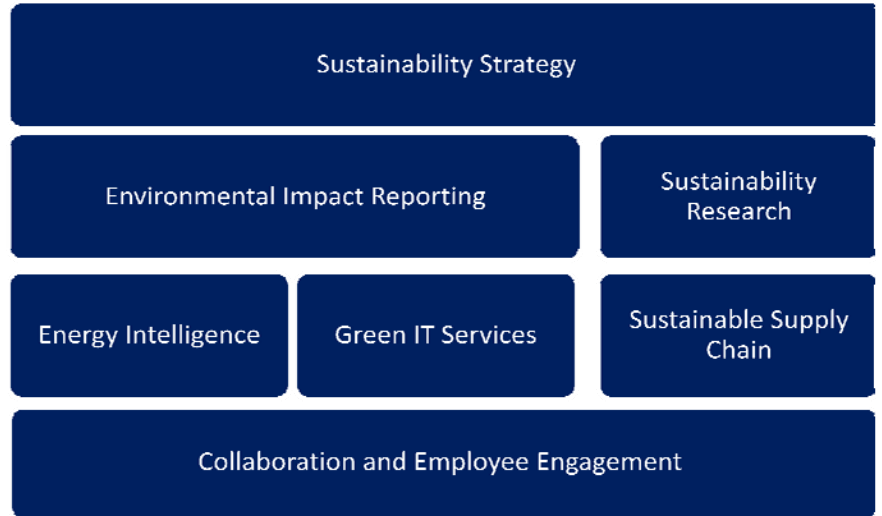 Sustainability Strategy
Environmental Impact Reporting
Sustainability
Research
Energy Intelligence
Green IT Services
Sustainable Supply
Chain
Collaboration and Employee Engagement